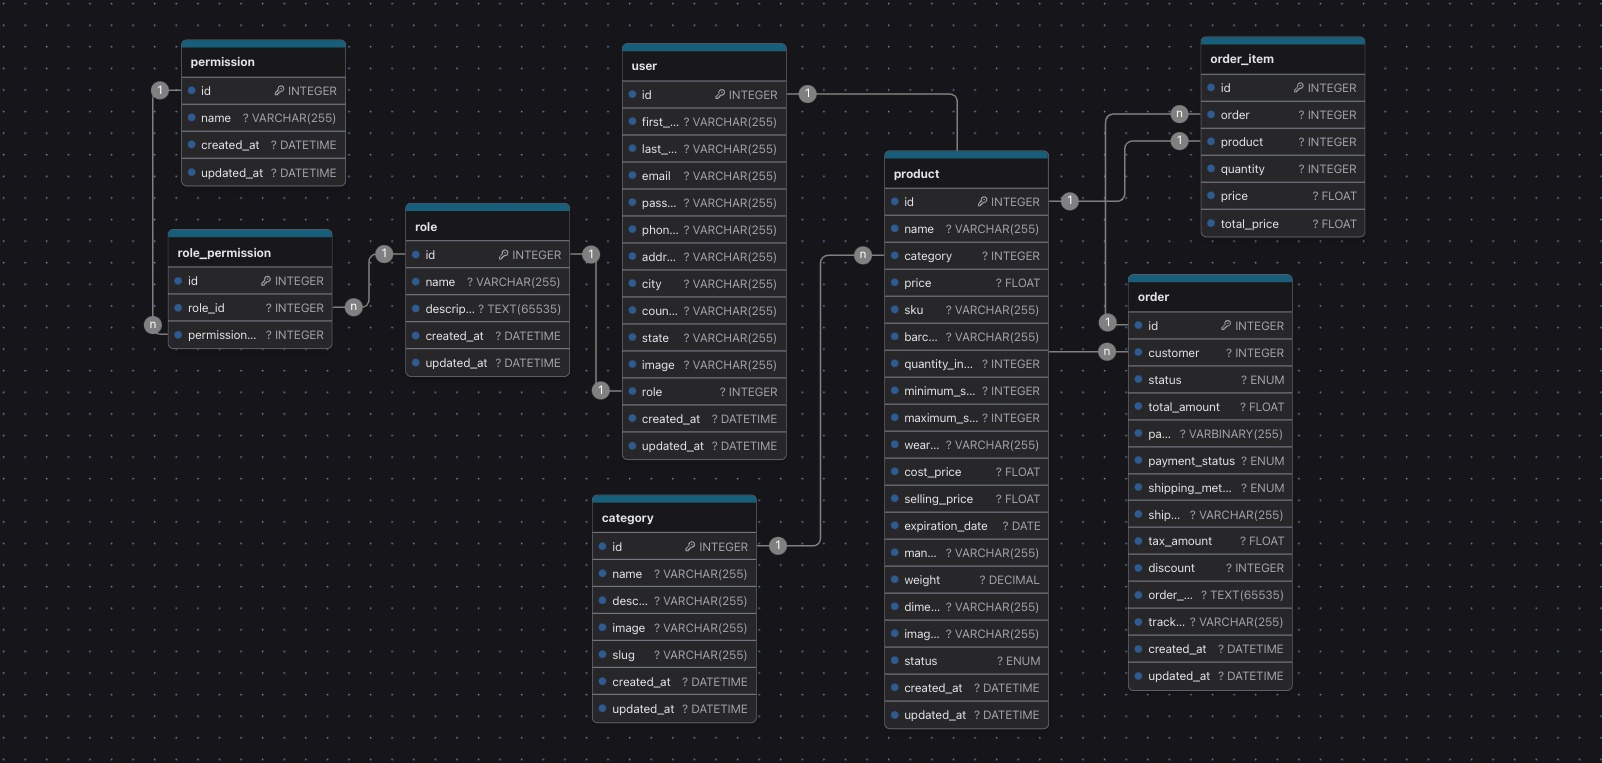 permission
id INTEGER
name ? VARCHAR(255)
created_at ? DATETIME
updated_at ? DATETIME
role_permission
id INTEGER
role_id ? INTEGER
permission... ? INTEGER
role
id INTEGER
name ? VARCHAR(255)
descrip... ? TEXT(65535)
created_at ? DATETIME
updated_at ? DATETIME
user
id INTEGER
first_... ? VARCHAR(255)
last_... ? VARCHAR(255)
email ? VARCHAR(255)
pass... ? VARCHAR(255)
phon... ? VARCHAR(255)
addr... ? VARCHAR(255)
city ? VARCHAR(255)
coun... ? VARCHAR(255)
state ? VARCHAR(255)
image ? VARCHAR(255)
role ? INTEGER
created_at ? DATETIME
updated_at ? DATETIME
category
id INTEGER
name ? VARCHAR(255)
desc... ? VARCHAR(255)
image ? VARCHAR(255)
slug ? VARCHAR(255)
created_at ? DATETIME
updated_at ? DATETIME
product
id INTEGER
name ? VARCHAR(255)
category ? INTEGER
price ? FLOAT
sku ? VARCHAR(255)
barc... ? VARCHAR(255)
quantity_in... ? INTEGER
minimum_s... ? INTEGER
maximum_s... ? INTEGER
wear... ? VARCHAR(255)
cost_price ? FLOAT
selling_price ? FLOAT
expiration_date ? DATE
man... ? VARCHAR(255)
weight ? DECIMAL
dime... ? VARCHAR(255)
imag... ? VARCHAR(255)
status ? ENUM
created_at ? DATETIME
updated_at ? DATETIME
order_item
id INTEGER
order ? INTEGER
product ? INTEGER
quantity ? INTEGER
price ? FLOAT
total_price ? FLOAT
order
id INTEGER
customer ? INTEGER
status ? ENUM
total_amount ? FLOAT
pa... ? VARBINARY(255)
payment_status ? ENUM
shipping_met... ? ENUM
ship... ? VARCHAR(255)
tax_amount ? FLOAT
discount ? INTEGER
order_... ? TEXT(65535)
track... ? VARCHAR(255)
created_at ? DATETIME
updated_at ? DATETIME
1
n
n
1
1
1
1
n
1
1
1
n
1
n